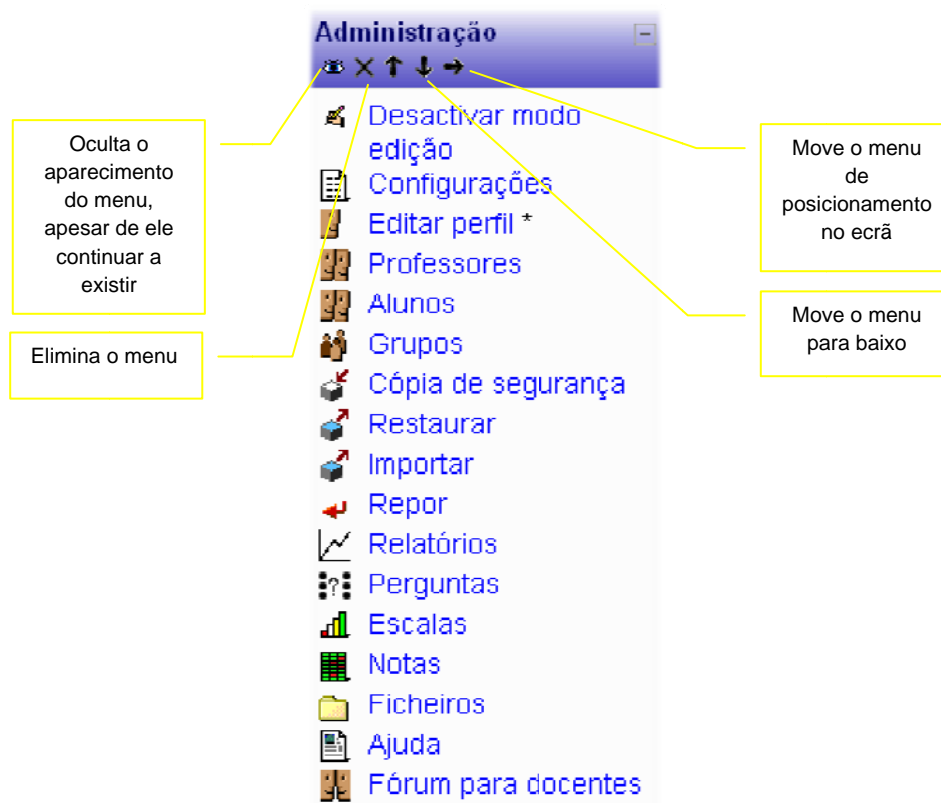 Administração
Desactivar modo
edição
Configurações
Editar perfil *
Professores
Alunos
Grupos
Cópia de segurança
Restaurar
Importar
Repor
Relatórios
Perguntas
Escalas
Notas
Ficheiros
Ajuda
Fórum para docentes
Oculta o
aparecimento
do menu,
apesar de ele
continuar a
existir
Elimina o menu
Move o menu
de
posicionamento
no ecrã
Move o menu
para baixo